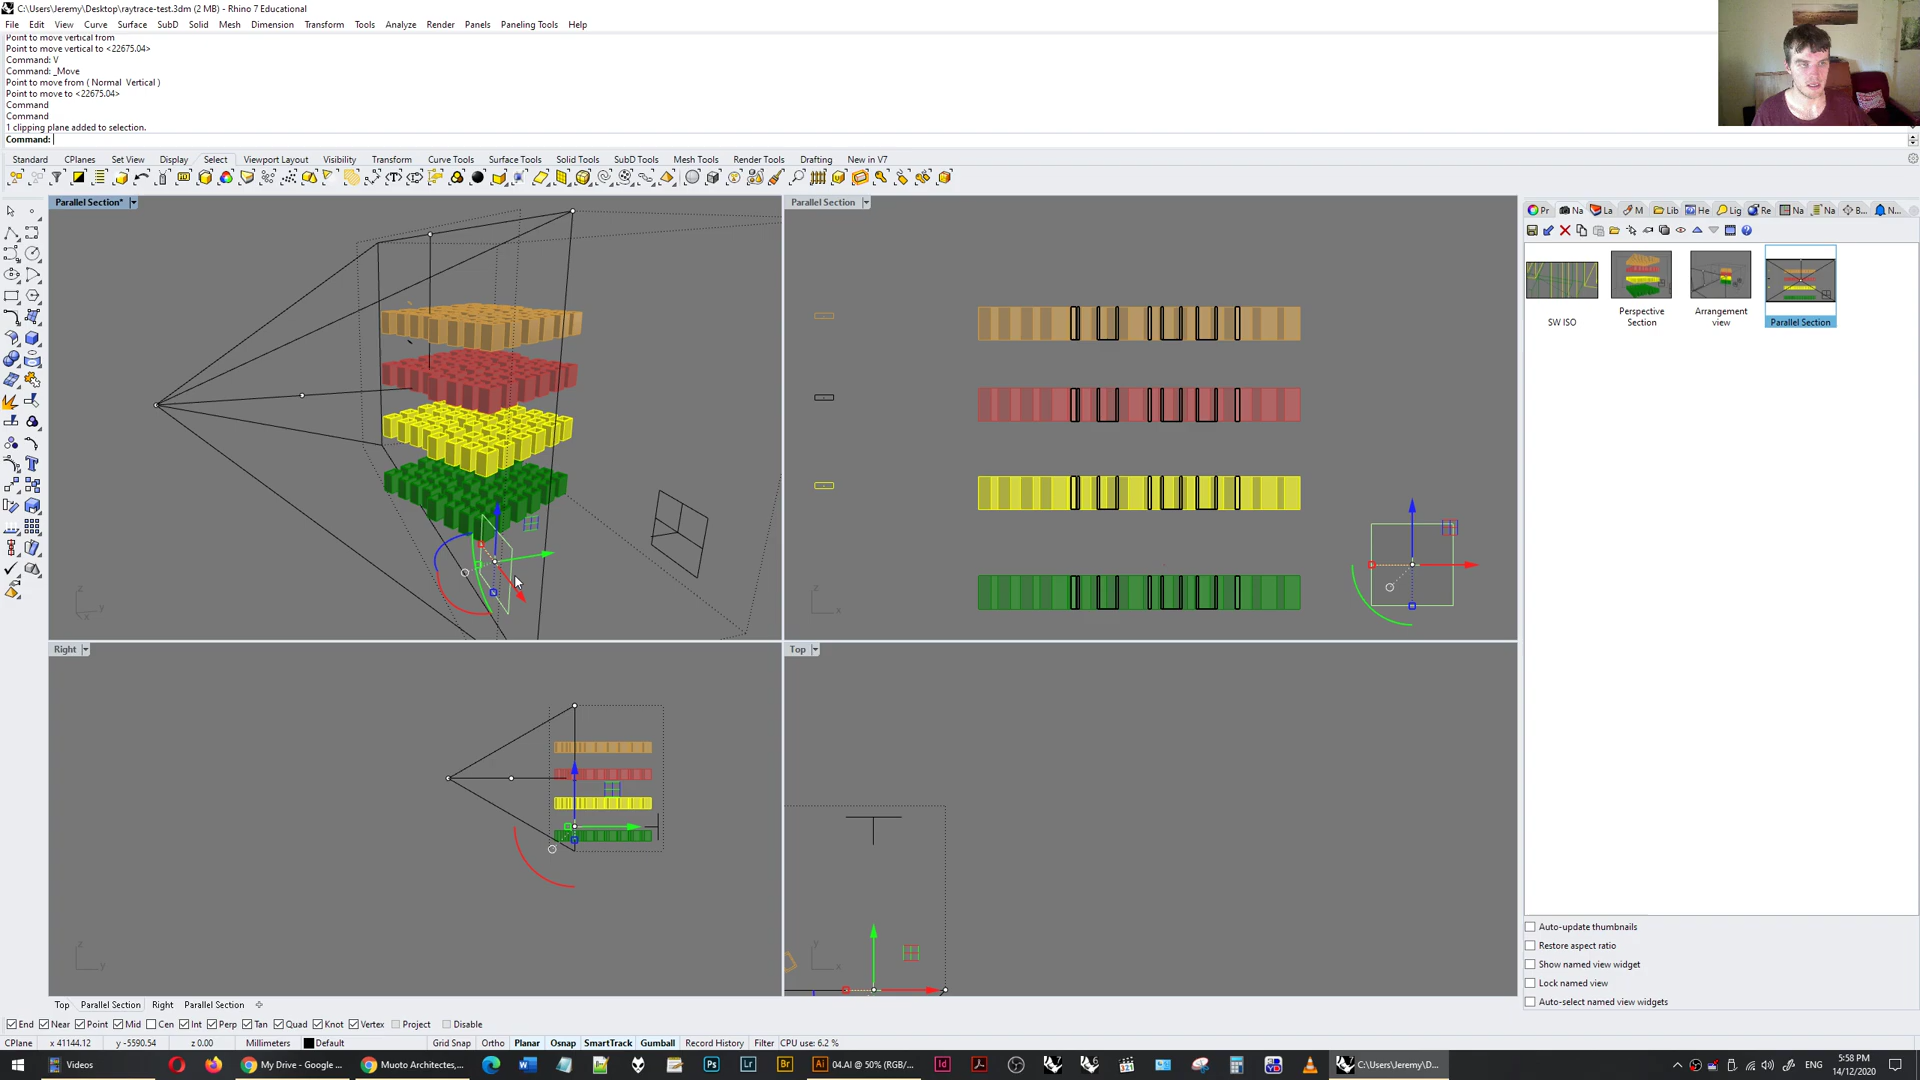 C:\Users\Jeremy\Desktop\raytrace-test.3dm (2 MB) - Rhino 7 Educational
File Edit View Curve Surface SubD Solid Mesh Dimension Transform Tools Analyze Render Panels Paneling Tools Help
Point to move vertical from
Point to move vertical to <22675.04>
Command: V
Command: _Move
Point to move from ( Normal Vertical )
Point to move to <22675.04>
Command
Command
1 clipping plane added to selection.
Command:
Standard CPlanes Set View Display Select Viewport Layout Visibility Transform Curve Tools Surface Tools Solid Tools SubD Tools Mesh Tools Render Tools Drafting New in V7
Parallel Section*
Parallel Section
Pr Na La M Lib He Lig Re Na Na B... N...
SW ISO
Perspective Section
Arrangement view
Parallel Section
z y x
z x
Right
Top
z y
y x
Auto-update thumbnails
Restore aspect ratio
Show named view widget
Lock named view
Auto-select named view widgets
Top Parallel Section Right Parallel Section
End Near Point Mid Cen Int Perp Tan Quad Knot Vertex Project Disable
CPlane x 41144.12 y -5590.54 z 0.00 Millimeters Default Grid Snap Ortho Planar Osnap SmartTrack Gumball Record History Filter CPU use: 6.2 %
Videos
My Drive - Google ...
Muoto Architectes,...
04.AI @ 50% (RGB/...
C:\Users\Jeremy\D...
ENG
5:58 PM
14/12/2020